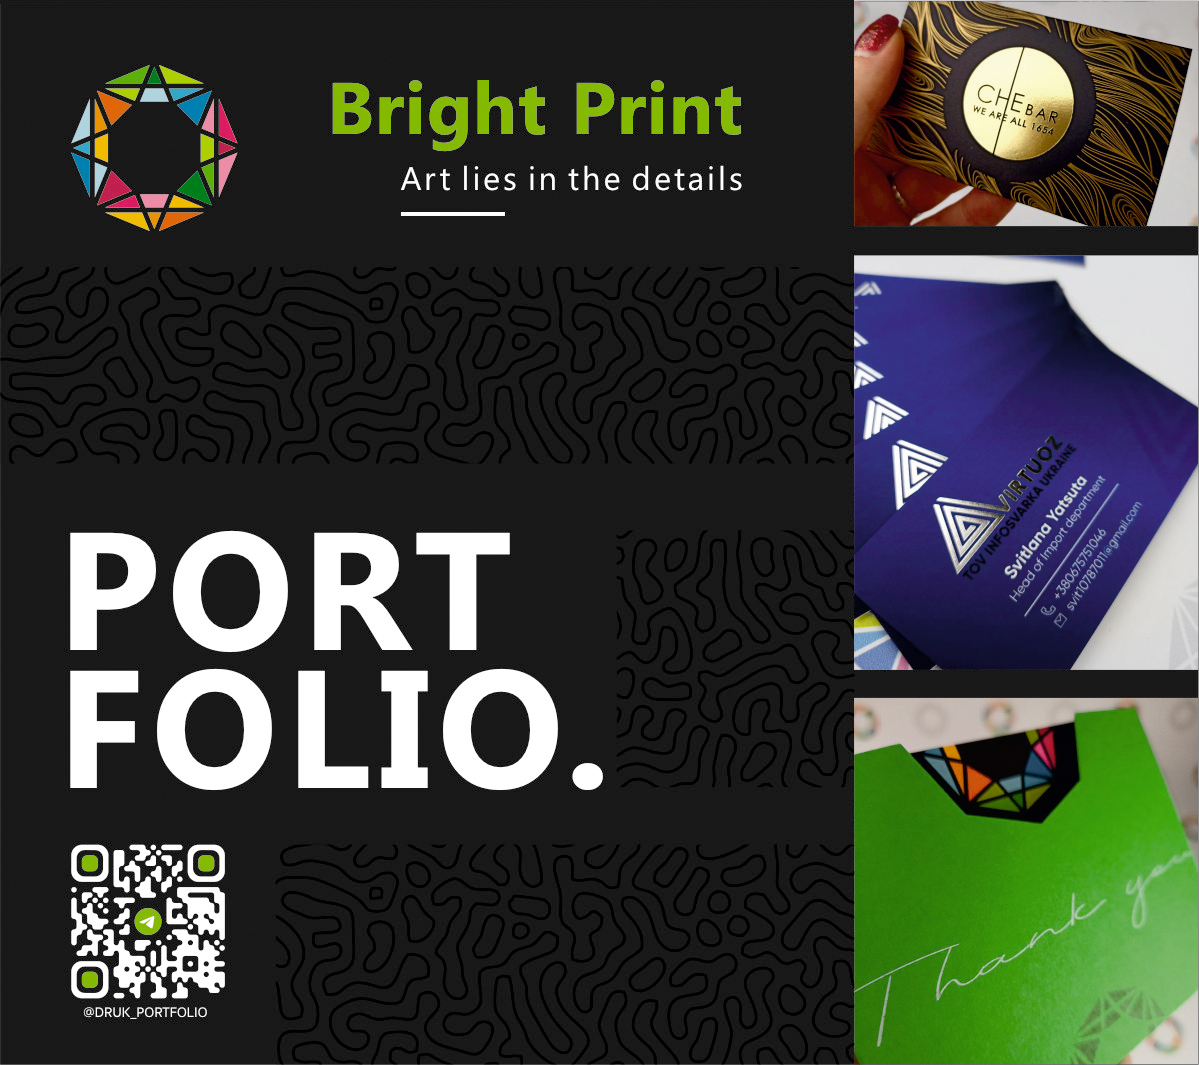 Bright Print
Art lies in the details
PORT
FOLIO.
@DRUK_PORTFOLIO
CHEBAR
WE ARE ALL 1654
VIRTUOZ
TOV INFOSVARKA UKRAINE
Svitlana Yatsuta
Head of Import department
+380675751046
svit10787011@gmail.com
Thank you